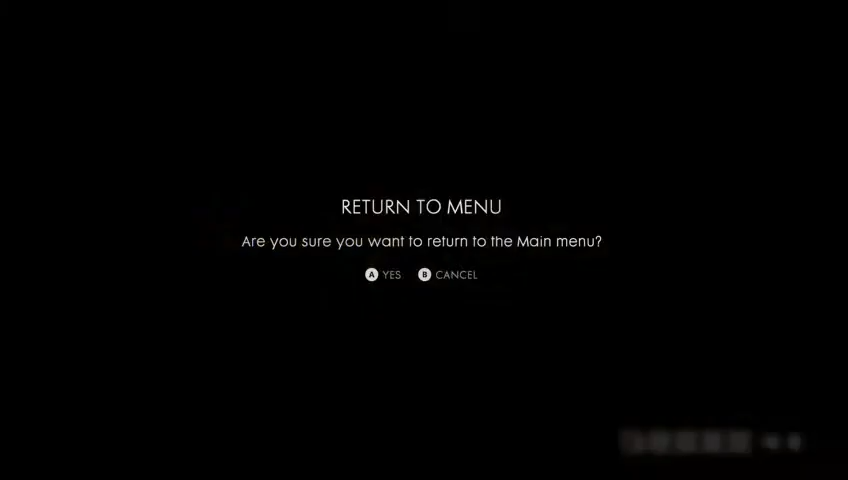 RETURN TO MENU
Are you sure you want to return to the Main menu?
A YES B CANCEL